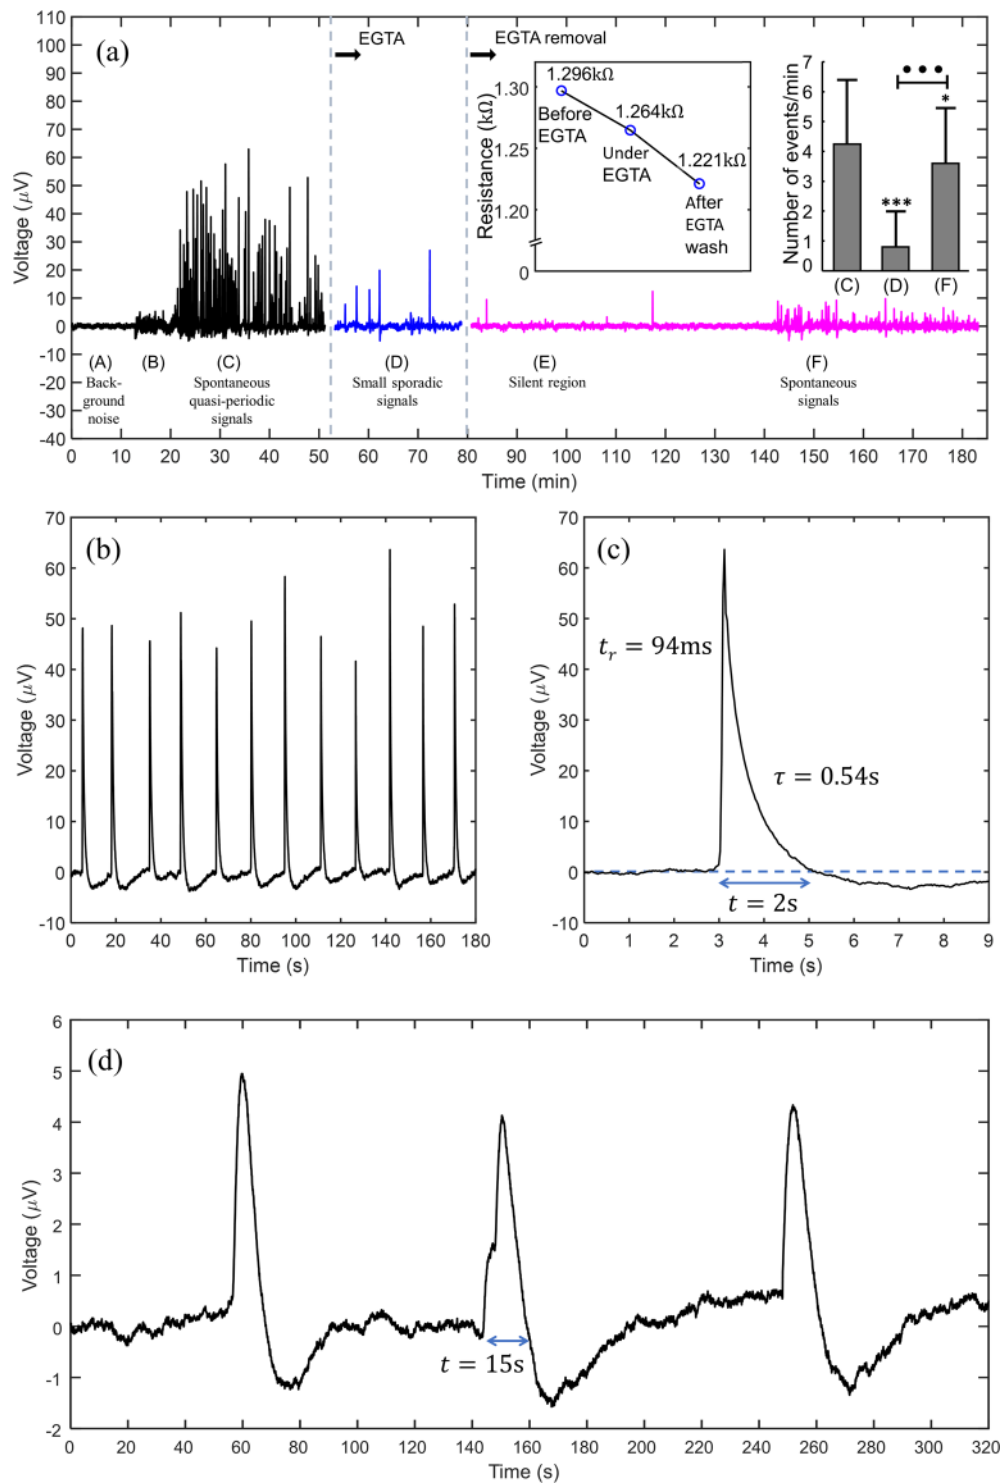 (a)
EGTA
EGTA removal
Voltage (μV)
110
100
90
80
70
60
50
40
30
20
10
0
-10
-20
-30
-40
(A)
Back-
ground
noise
(B)
(C)
Spontaneous
quasi-periodic
signals
(D)
Small sporadic
signals
(E)
Silent region
(F)
Spontaneous
signals
0 10 20 30 40 50 60 70 80 90 100 110 120 130 140 150 160 170 180
Time (min)
Resistance (kΩ)
1.30
1.25
1.20
0
1.296kΩ
Before
EGTA
1.264kΩ
Under
EGTA
1.221kΩ
After
EGTA
wash
Number of events/min
7
6
5
4
3
2
1
0
***
*
(C) (D) (F)
(b)
Voltage (μV)
70
60
50
40
30
20
10
0
-10
0 20 40 60 80 100 120 140 160 180
Time (s)
(c)
Voltage (μV)
70
60
50
40
30
20
10
0
-10
t_r = 94ms
τ = 0.54s
t = 2s
0 1 2 3 4 5 6 7 8 9
Time (s)
(d)
Voltage (μV)
6
5
4
3
2
1
0
-1
-2
t = 15s
0 20 40 60 80 100 120 140 160 180 200 220 240 260 280 300 320
Time (s)